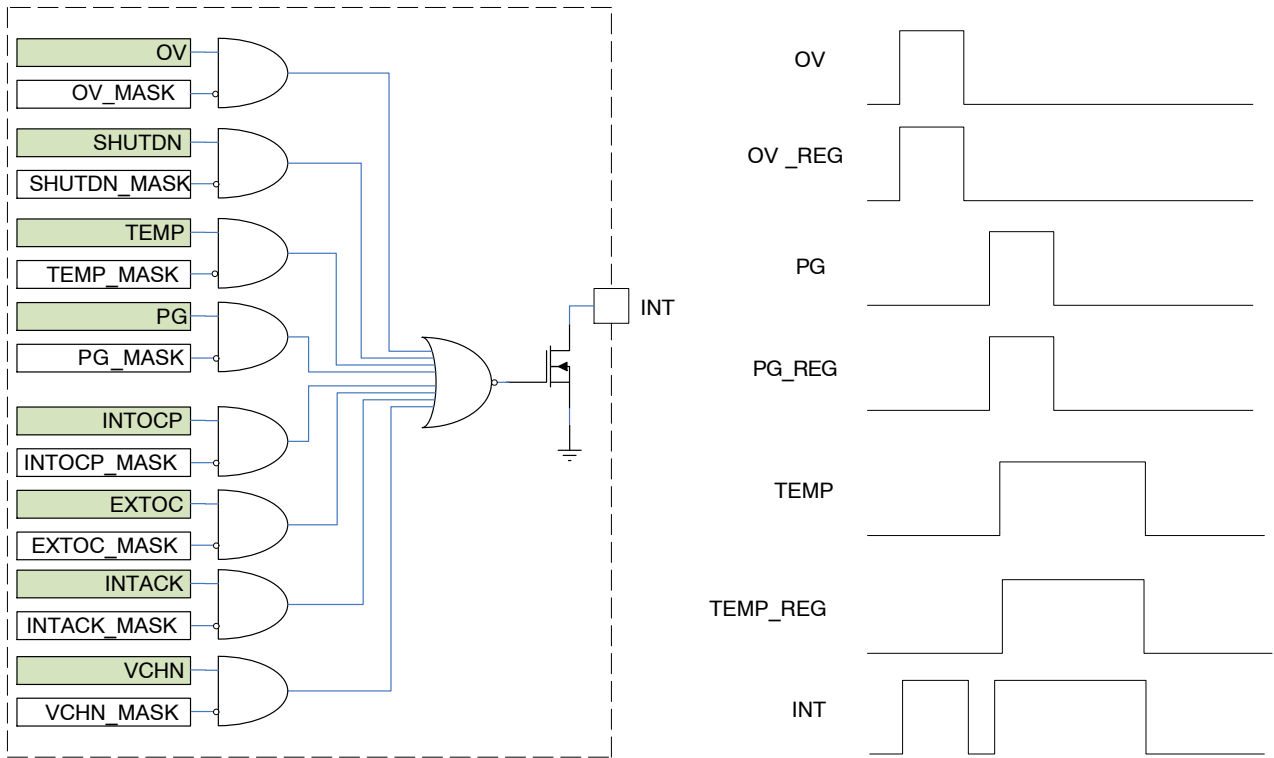 OV
OV_MASK
SHUTDN
SHUTDN_MASK
TEMP
TEMP_MASK
PG
PG_MASK
INTOCP
INTOCP_MASK
EXTOC
EXTOC_MASK
INTACK
INTACK_MASK
VCHN
VCHN_MASK
INT
OV
OV _REG
PG
PG_REG
TEMP
TEMP_REG
INT